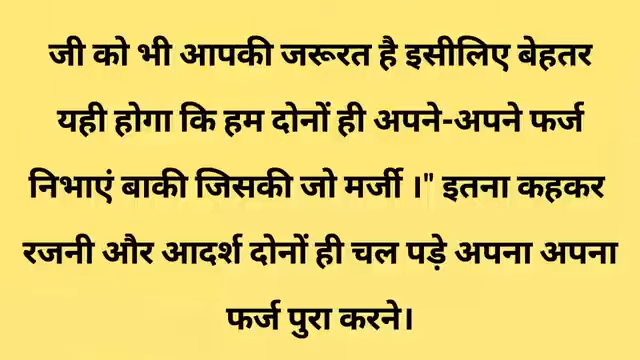 जी को भी आपकी जरूरत है इसीलिए बेहतर
यही होगा कि हम दोनों ही अपने-अपने फर्ज
निभाएं बाकी जिसकी जो मर्जी ।" इतना कहकर
रजनी और आदर्श दोनों ही चल पड़े अपना अपना
फर्ज पुरा करने।